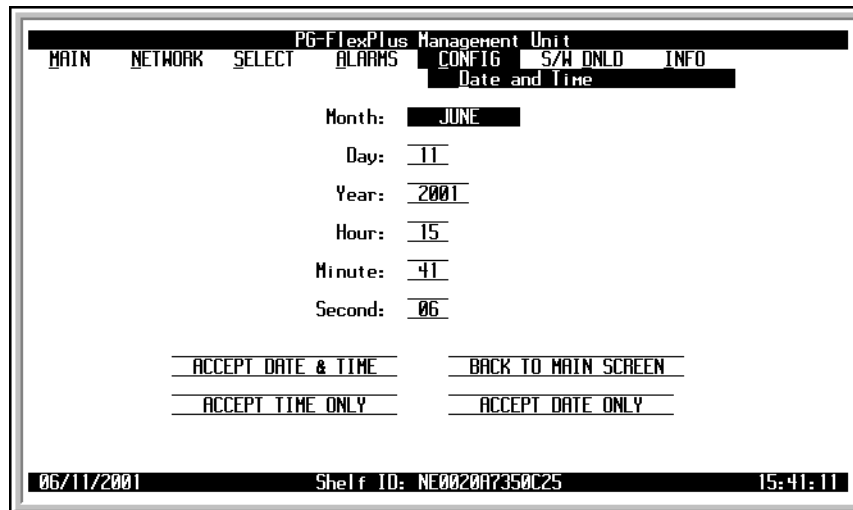 PG-FlexPlus Management Unit
MAIN NETWORK SELECT ALARMS CONFIG S/W DNLD INFO
Date and Time
Month: JUNE
Day: 11
Year: 2001
Hour: 15
Minute: 41
Second: 06
ACCEPT DATE & TIME BACK TO MAIN SCREEN
ACCEPT TIME ONLY ACCEPT DATE ONLY
06/11/2001 Shelf ID: NE0020A7350C25 15:41:11